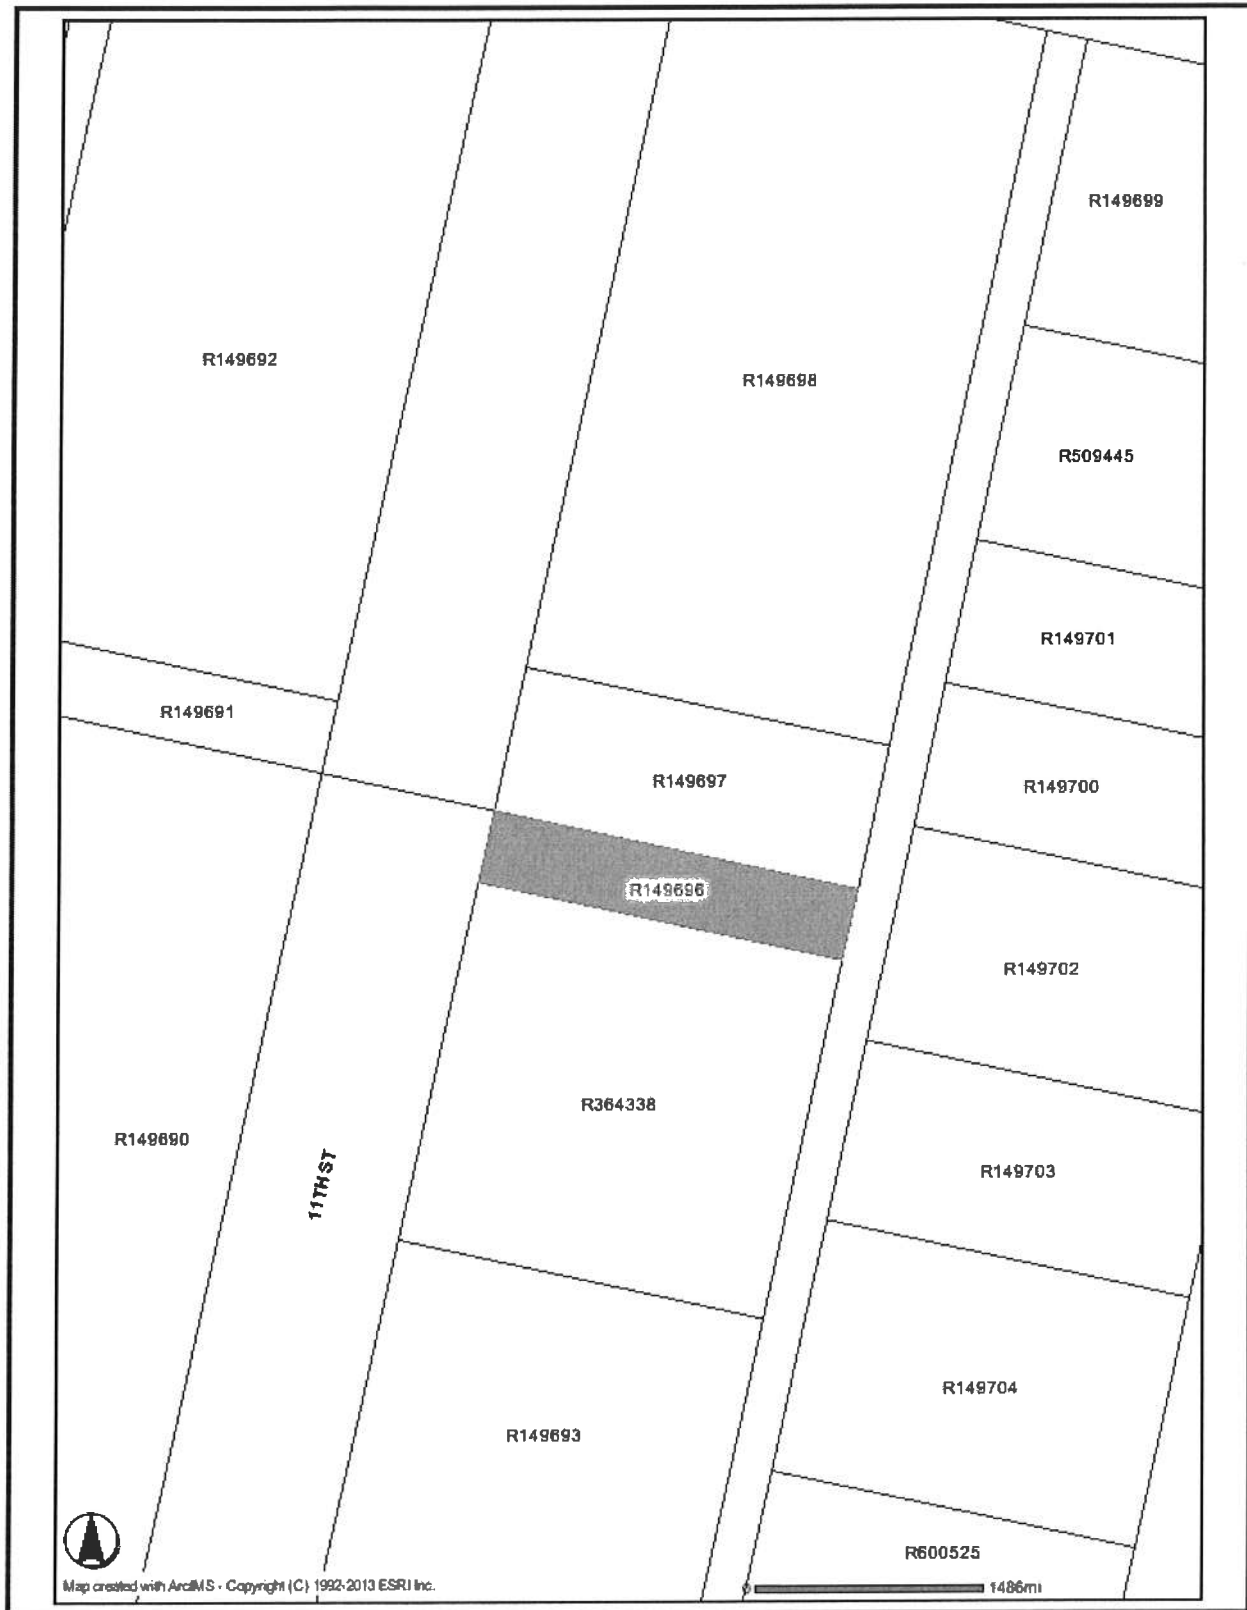 R149699
R149692
R149698
R509445
R149701
R149691
R149697
R149700
R149696
R149702
R364338
R149690
11TH ST
R149703
R149704
R149693
R600525
Map created with ArcIMS - Copyright (C) 1992-2013 ESRI Inc.
0 1486mi